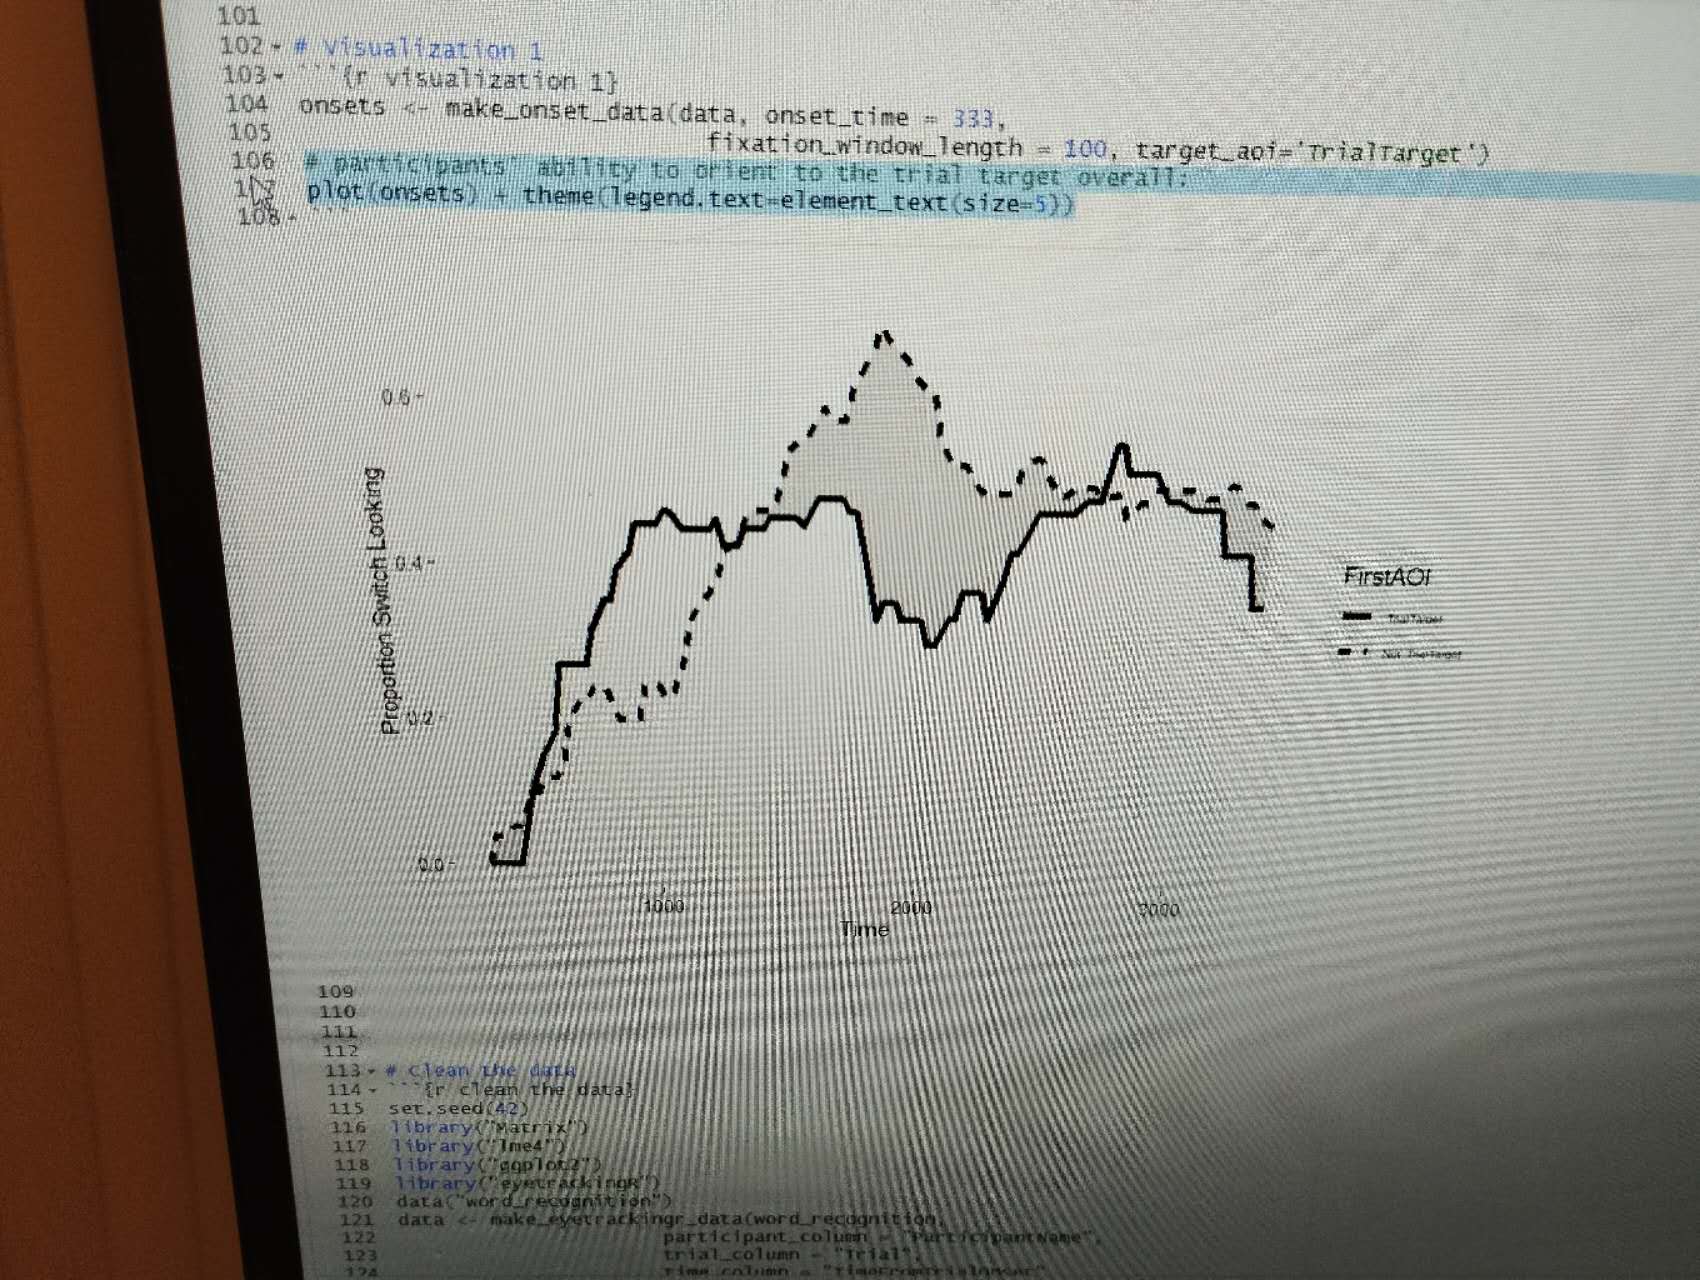 101
102 # visualization 1
103 ```{r visualization 1}
104 onsets <- make_onset_data(data, onset_time = 333,
105 fixation_window_length = 100, target_aoi='TrialTarget')
106 # participants' ability to orient to the trial target overall:
107 plot(onsets) + theme(legend.text=element_text(size=5))
108 ```
0.6
0.4
0.2
0.0
Proportion Switch Looking
1000 2000 3000
Time
FirstAOI
TrialTarget
Not TrialTarget
109
110
111
112
113 # Clean the data
114 ```{r clean the data}
115 set.seed(42)
116 library("Matrix")
117 library("lme4")
118 library("ggplot2")
119 library("eyetrackingR")
120 data("word_recognition")
121 data <- make_eyetrackingr_data(word_recognition,
122 participant_column = "ParticipantName",
123 trial_column = "Trial",
124 time_column = "TimeFromTrialOnset"